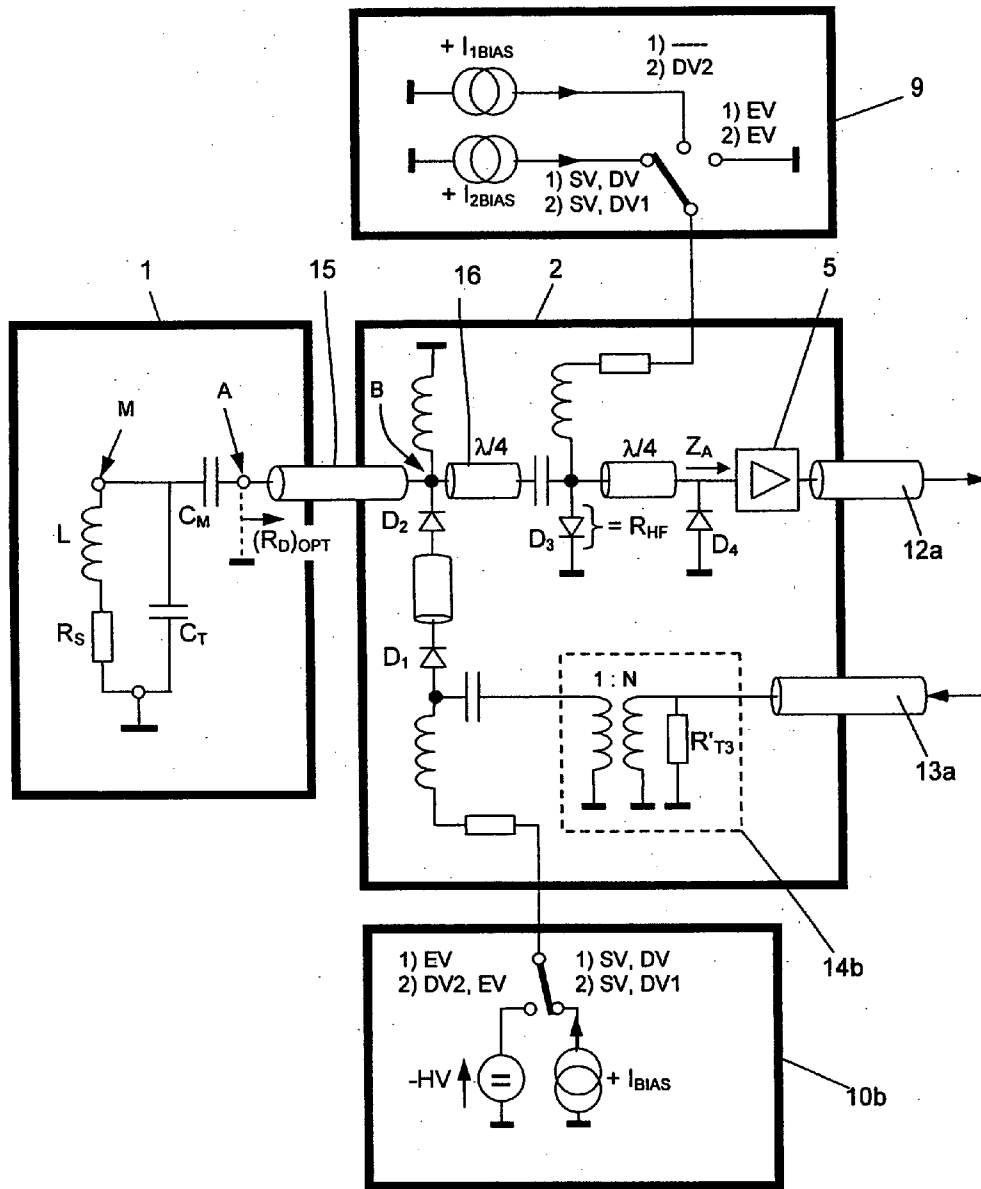 + I1BIAS
1) ----
2) DV2
9
1) EV
2) EV
+ I2BIAS
1) SV, DV
2) SV, DV1
1
15
16
2
5
M
A
B
λ/4
λ/4
ZA
CM
(RD)OPT
D2
D3
} = RHF
D4
12a
L
RS
CT
D1
1 : N
R'T3
13a
14b
1) EV
2) DV2, EV
1) SV, DV
2) SV, DV1
-HV
=
+ IBIAS
10b